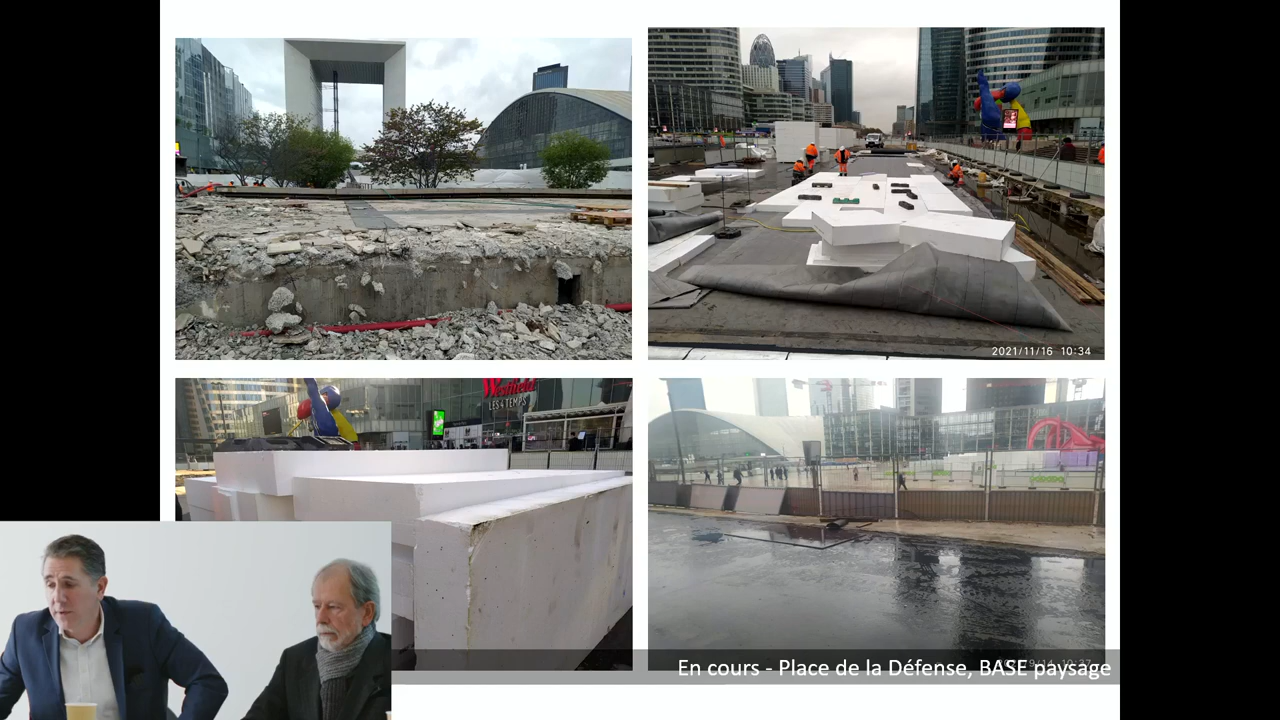 2021/11/16 10:34
Westfield
LES 4 TEMPS
En cours - Place de la Défense, BASE paysage